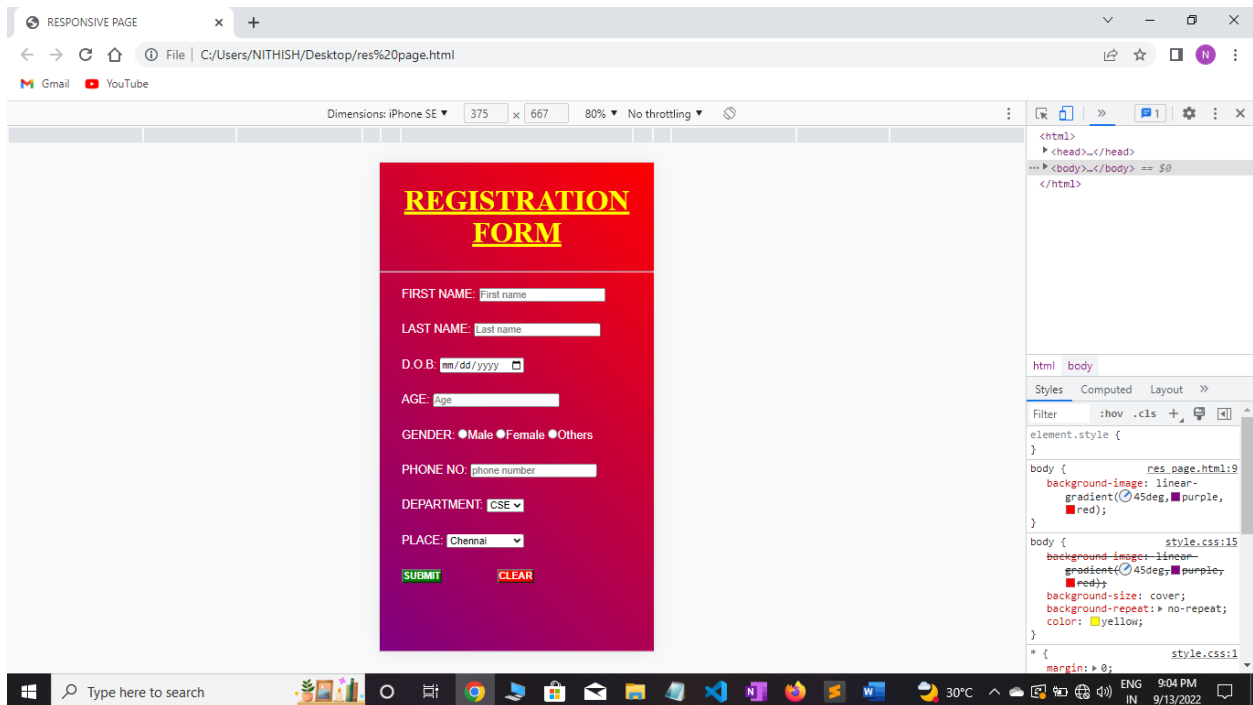 RESPONSIVE PAGE
File C:/Users/NITHISH/Desktop/res%20page.html
N
Gmail YouTube
Dimensions: iPhone SE ▼ 375 × 667 80% ▼ No throttling ▼
» 1
<html>
<head>…</head>
<body>…</body> == $0
</html>
REGISTRATION
FORM
FIRST NAME: First name
LAST NAME: Last name
D.O.B: mm/dd/yyyy
AGE: Age
GENDER: Male Female Others
PHONE NO: phone number
DEPARTMENT: CSE
PLACE: Chennai
SUBMIT CLEAR
html body
Styles Computed Layout »
Filter :hov .cls +
element.style {
}
body { res page.html:9
background-image: linear-
gradient(45deg,purple,
red);
}
body { style.css:15
background-image: linear-
gradient(45deg,purple,
red);
background-size: cover;
background-repeat: no-repeat;
color: yellow;
}
* { style.css:1
margin: 0;
Type here to search
30°C
ENG
IN
9:04 PM
9/13/2022